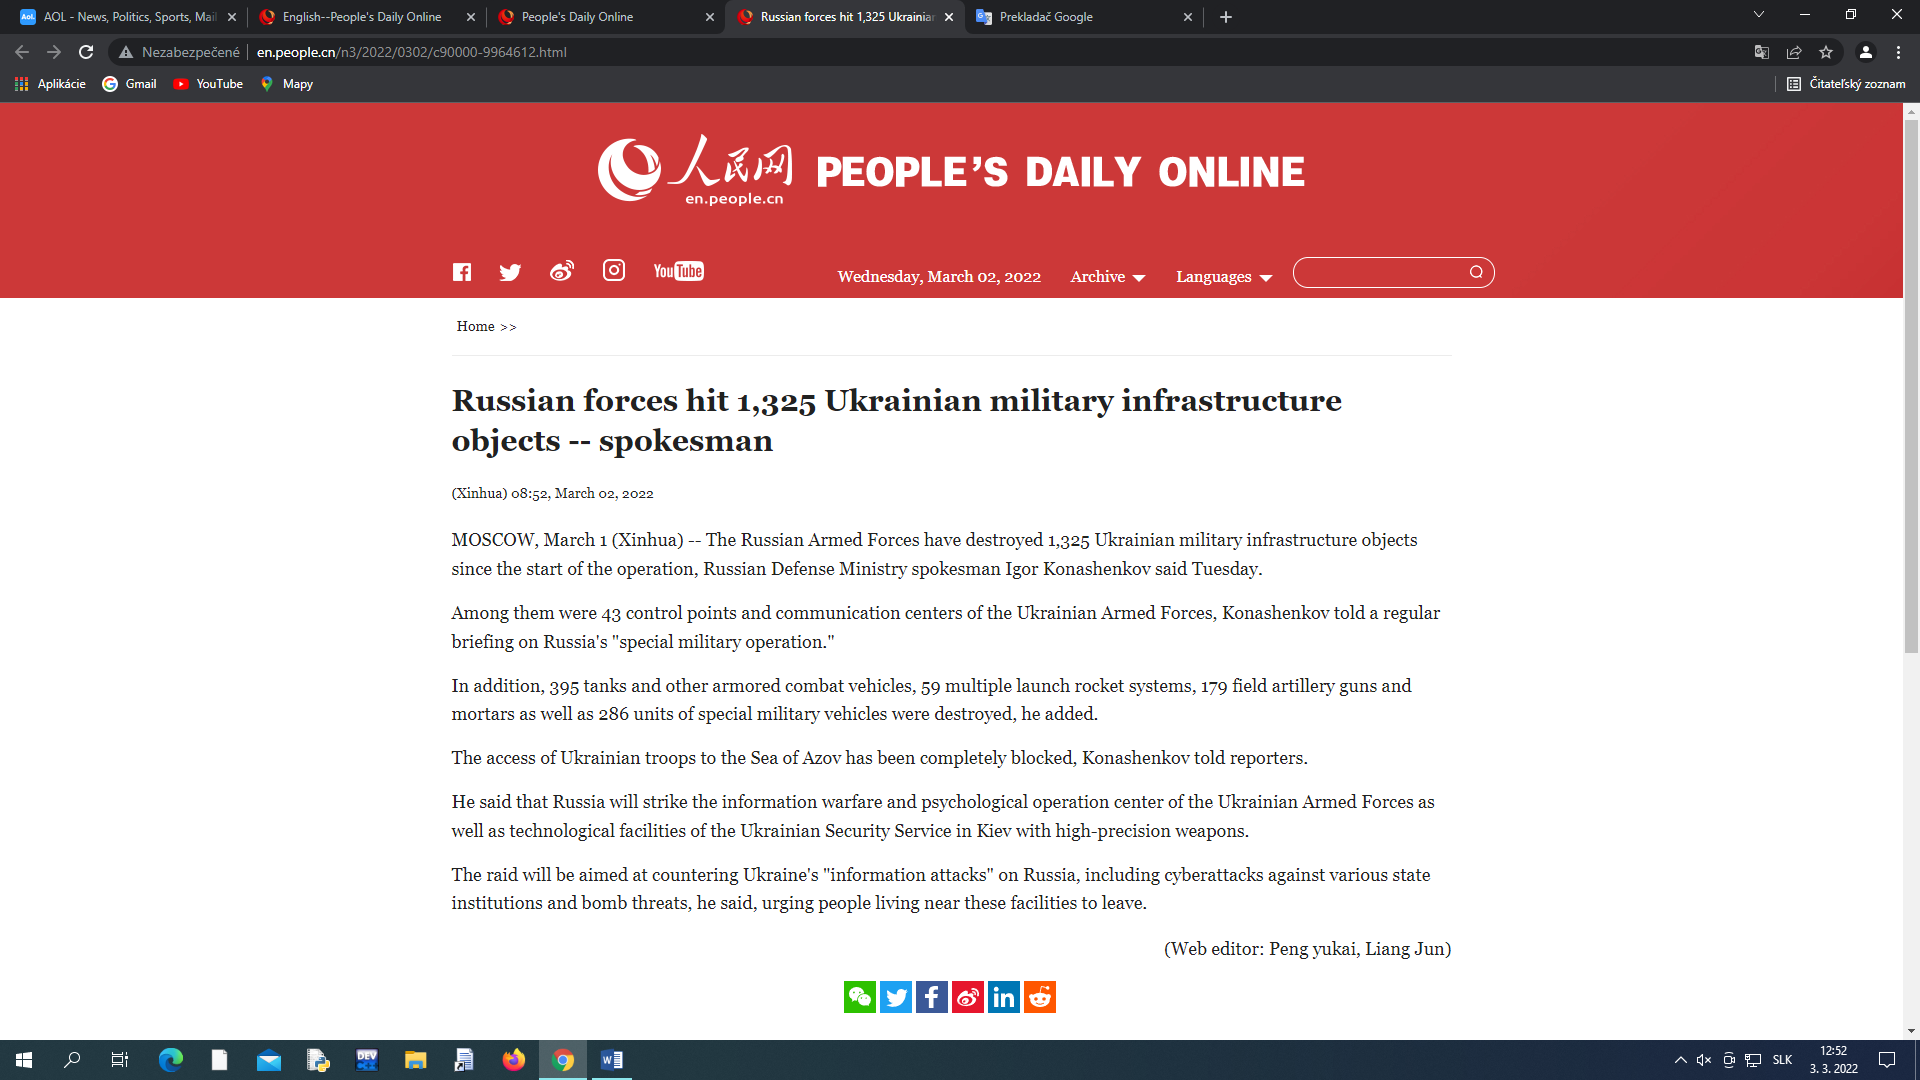 AOL - News, Politics, Sports, Mail
English--People's Daily Online
People's Daily Online
Russian forces hit 1,325 Ukrainian
Prekladač Google
Nezabezpečené
en.people.cn/n3/2022/0302/c90000-9964612.html
Aplikácie
Gmail
YouTube
Mapy
Čitateľský zoznam
人民网
en.people.cn
PEOPLE'S DAILY ONLINE
YouTube
Wednesday, March 02, 2022
Archive
Languages
Home >>
Russian forces hit 1,325 Ukrainian military infrastructure
objects -- spokesman
(Xinhua) 08:52, March 02, 2022
MOSCOW, March 1 (Xinhua) -- The Russian Armed Forces have destroyed 1,325 Ukrainian military infrastructure objects
since the start of the operation, Russian Defense Ministry spokesman Igor Konashenkov said Tuesday.
Among them were 43 control points and communication centers of the Ukrainian Armed Forces, Konashenkov told a regular
briefing on Russia's "special military operation."
In addition, 395 tanks and other armored combat vehicles, 59 multiple launch rocket systems, 179 field artillery guns and
mortars as well as 286 units of special military vehicles were destroyed, he added.
The access of Ukrainian troops to the Sea of Azov has been completely blocked, Konashenkov told reporters.
He said that Russia will strike the information warfare and psychological operation center of the Ukrainian Armed Forces as
well as technological facilities of the Ukrainian Security Service in Kiev with high-precision weapons.
The raid will be aimed at countering Ukraine's "information attacks" on Russia, including cyberattacks against various state
institutions and bomb threats, he said, urging people living near these facilities to leave.
(Web editor: Peng yukai, Liang Jun)
SLK
12:52
3. 3. 2022